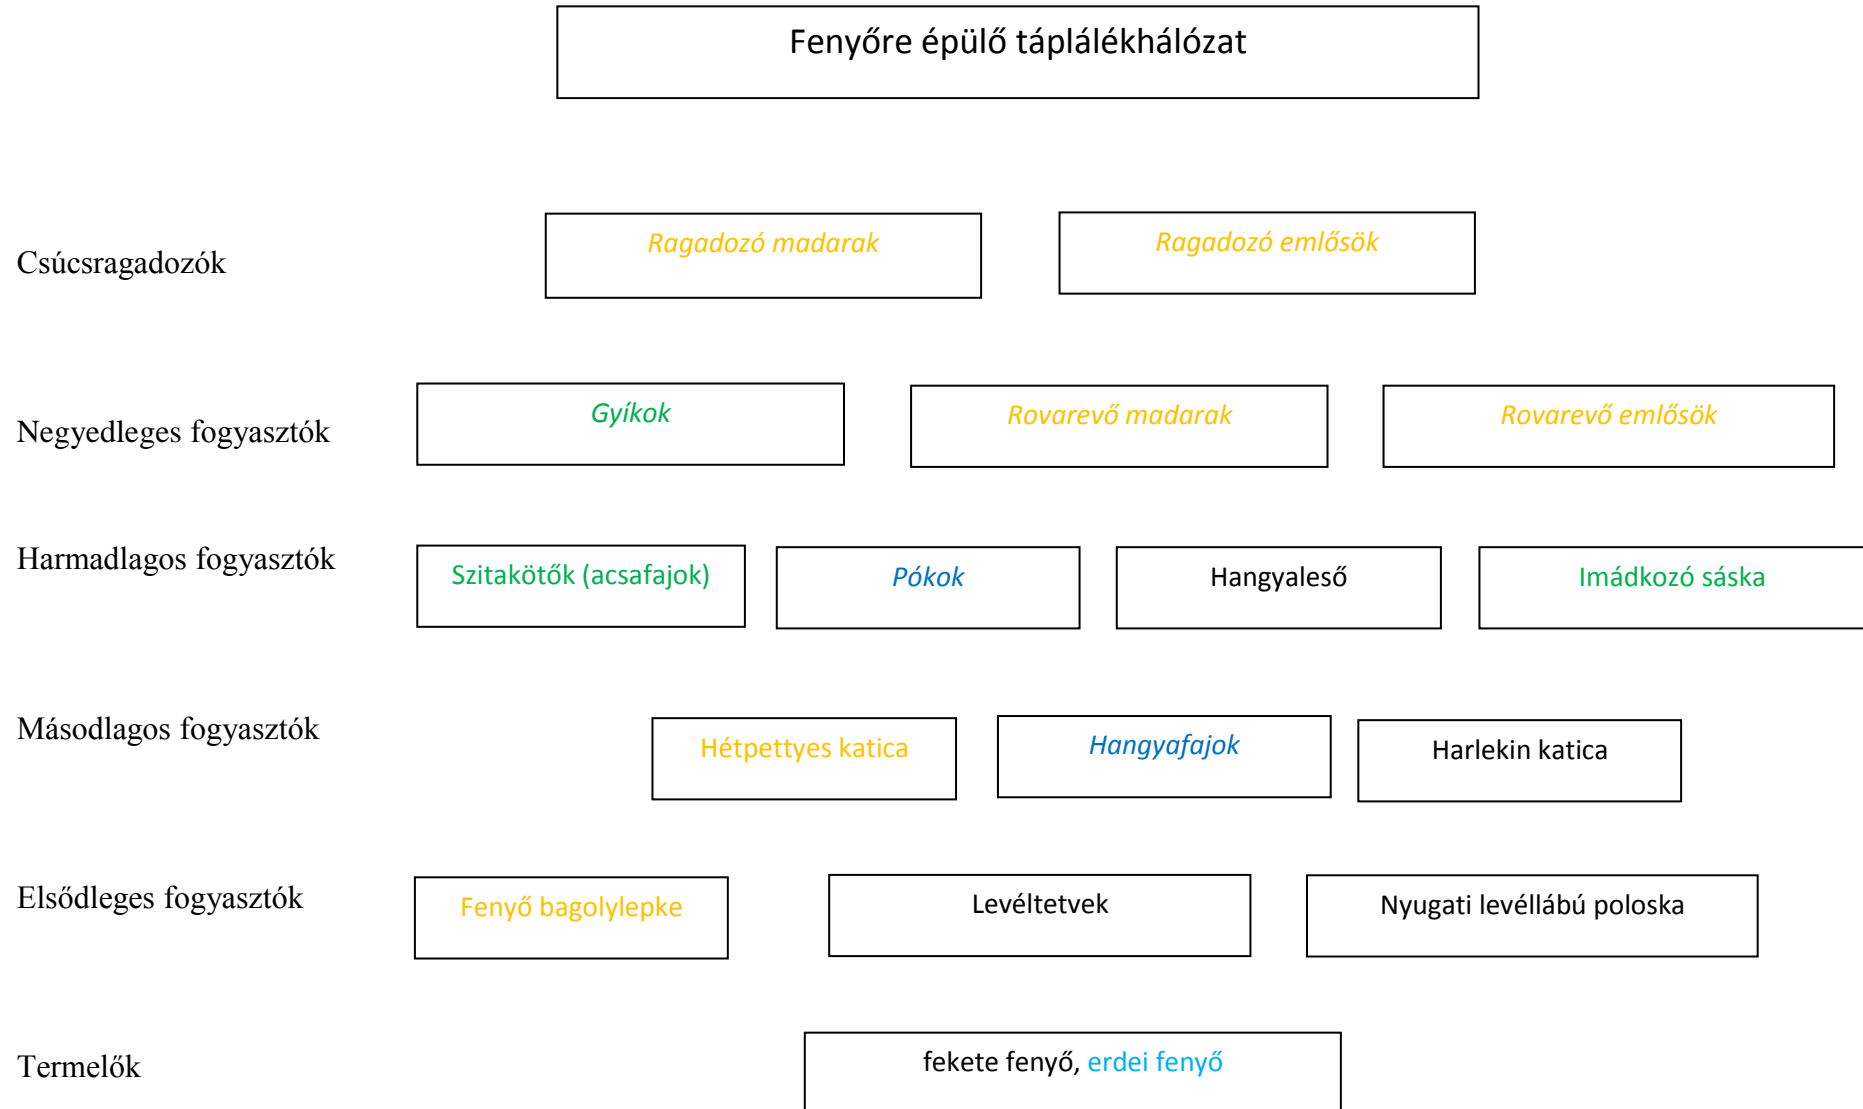 Fenyőre épülő táplálékhálózat
Csúcsragadozók
Ragadozó madarak
Ragadozó emlősök
Negyedleges fogyasztók
Gyíkok
Rovarevő madarak
Rovarevő emlősök
Harmadlagos fogyasztók
Szitakötők (acsafajok)
Pókok
Hangyaleső
Imádkozó sáska
Másodlagos fogyasztók
Hétpettyes katica
Hangyafajok
Harlekin katica
Elsődleges fogyasztók
Fenyő bagolylepke
Levéltetvek
Nyugati levéllábú poloska
Termelők
fekete fenyő, erdei fenyő